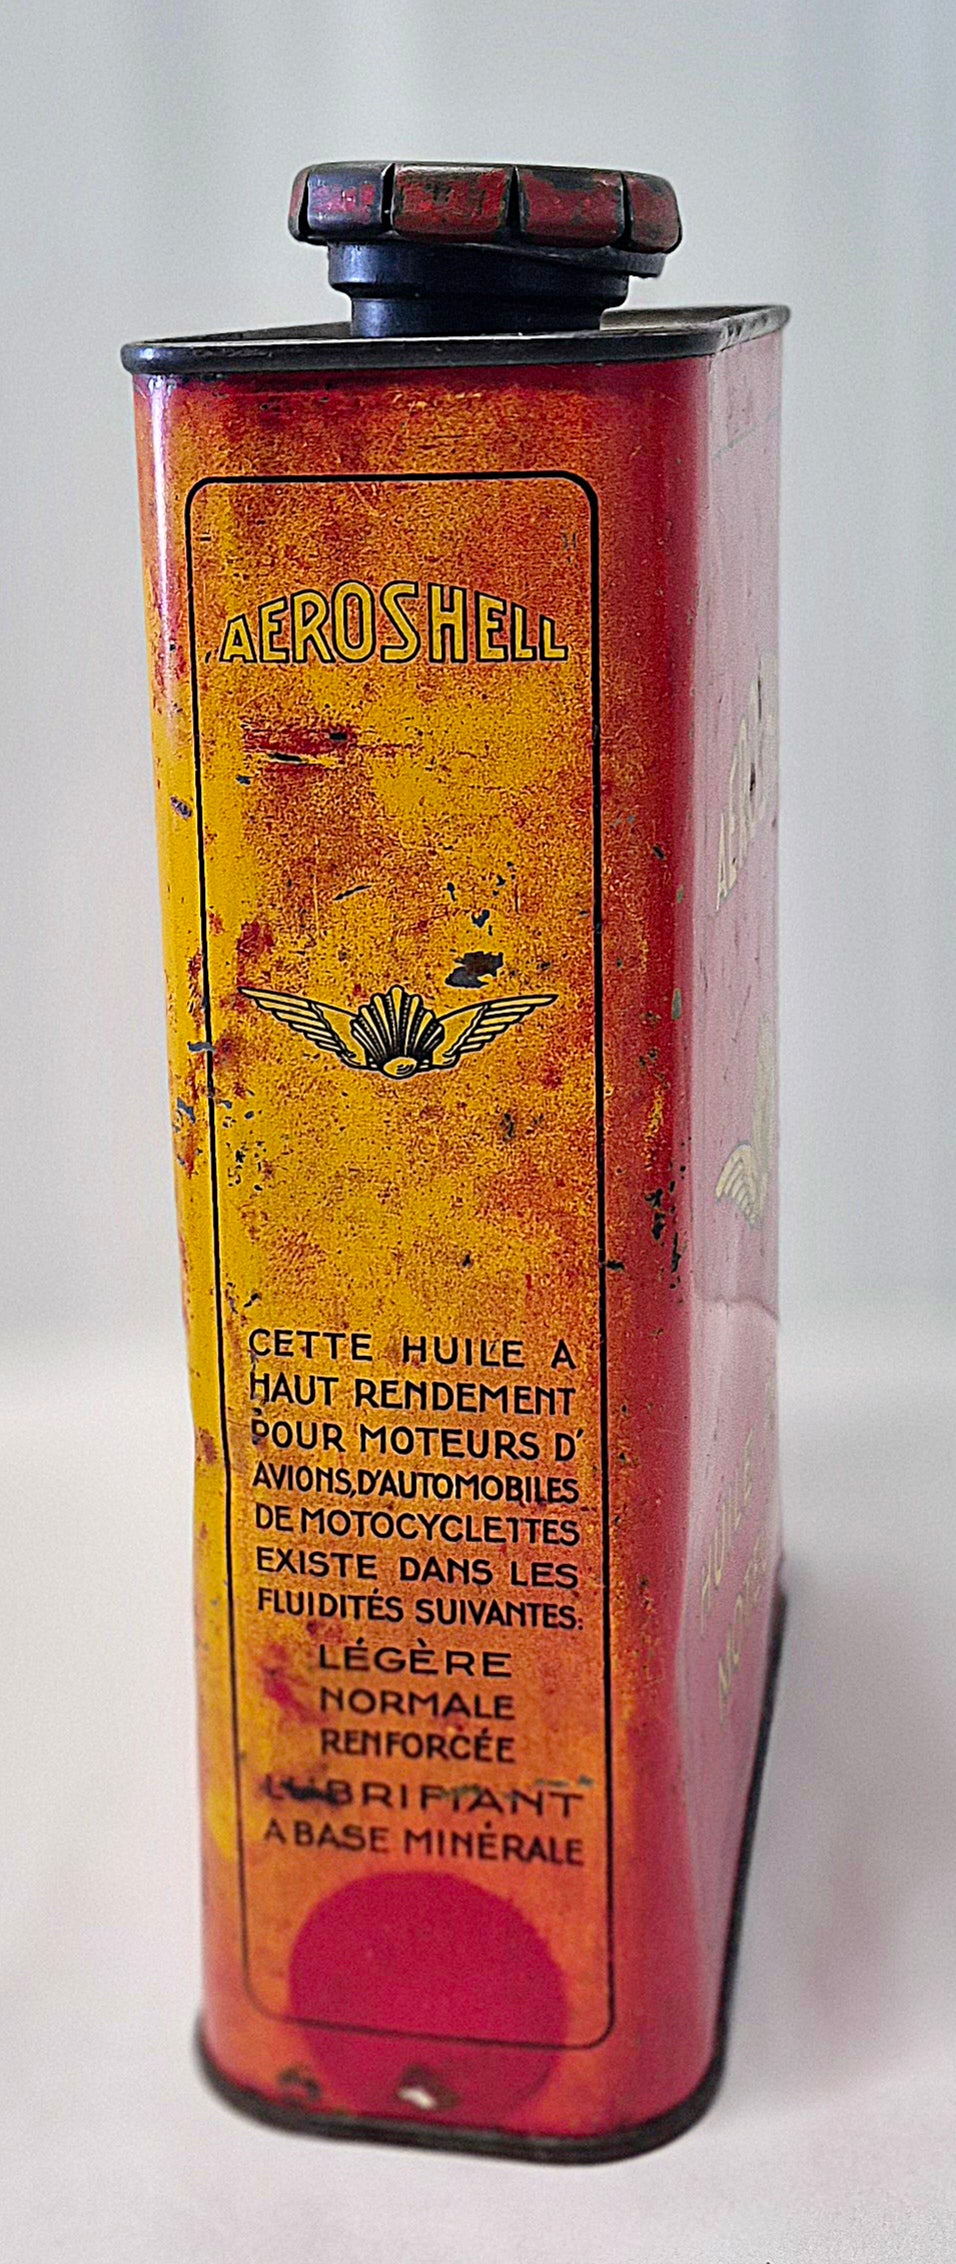 AEROSHELL
CETTE HUILE A
HAUT RENDEMENT
POUR MOTEURS D'
AVIONS, D'AUTOMOBILES
DE MOTOCYCLETTES
EXISTE DANS LES
FLUIDITÉS SUIVANTES:
LÉGÈRE
NORMALE
RENFORCÉE
LUBRIFIANT
A BASE MINÉRALE
HUILE